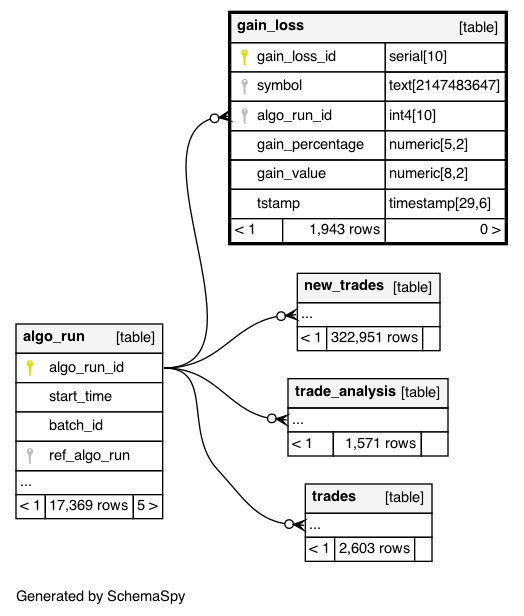 gain_loss [table]
gain_loss_id serial[10]
symbol text[2147483647]
algo_run_id int4[10]
gain_percentage numeric[5,2]
gain_value numeric[8,2]
tstamp timestamp[29,6]
< 1 1,943 rows 0 >
new_trades [table]
...
< 1 322,951 rows
algo_run [table]
algo_run_id
start_time
batch_id
ref_algo_run
...
< 1 17,369 rows 5 >
trade_analysis [table]
...
< 1 1,571 rows
trades [table]
...
< 1 2,603 rows
Generated by SchemaSpy